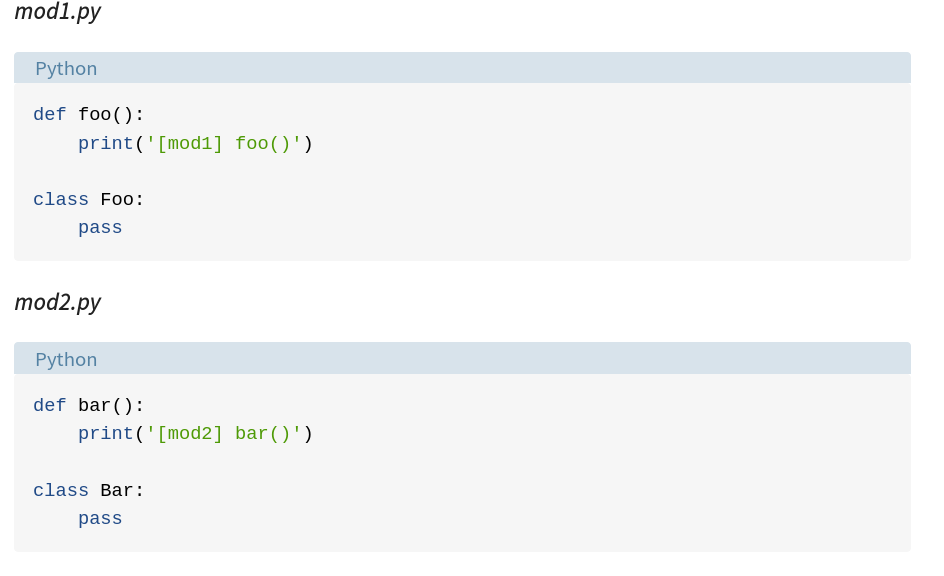 mod1.py
Python
def foo():
    print('[mod1] foo()')
class Foo:
    pass
mod2.py
Python
def bar():
    print('[mod2] bar()')
class Bar:
    pass